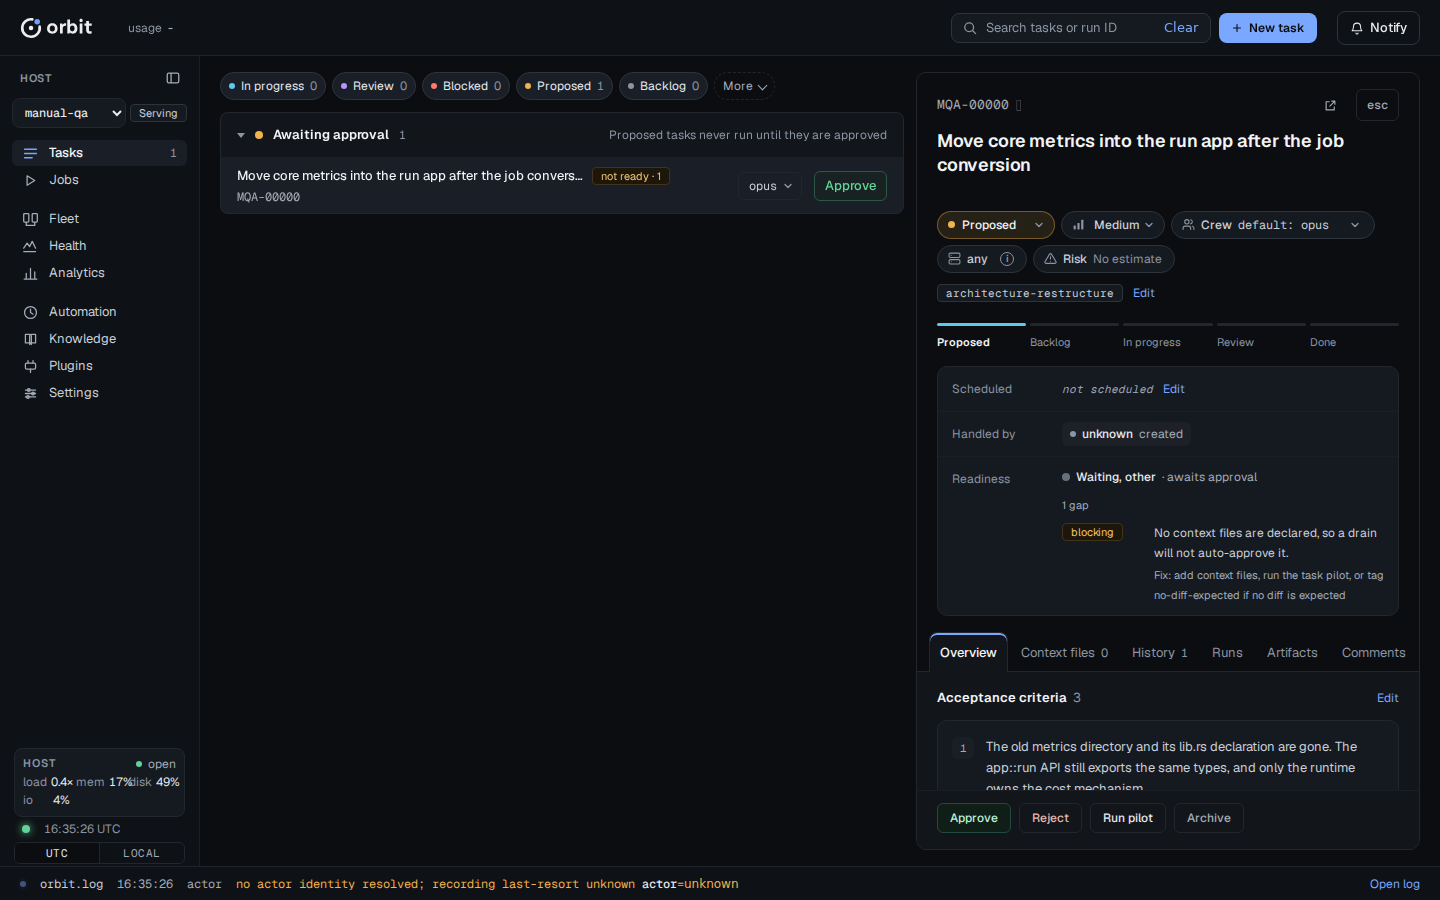 orbit
usage -
Search tasks or run ID
Clear
+ New task
Notify
HOST
manual-qa
Serving
Tasks 1
Jobs
Fleet
Health
Analytics
Automation
Knowledge
Plugins
Settings
HOST
open
load 0.4× mem 17% disk 49%
io 4%
16:35:26 UTC
UTC
LOCAL
In progress 0
Review 0
Blocked 0
Proposed 1
Backlog 0
More
Awaiting approval 1
Proposed tasks never run until they are approved
Move core metrics into the run app after the job convers…
not ready · 1
MQA-00000
opus
Approve
MQA-00000
esc
Move core metrics into the run app after the job
conversion
Proposed
Medium
Crew default: opus
any
Risk No estimate
architecture-restructure
Edit
Proposed
Backlog
In progress
Review
Done
Scheduled
not scheduled Edit
Handled by
unknown created
Readiness
Waiting, other · awaits approval
1 gap
blocking
No context files are declared, so a drain
will not auto-approve it.
Fix: add context files, run the task pilot, or tag
no-diff-expected if no diff is expected
Overview
Context files 0
History 1
Runs
Artifacts
Comments
Acceptance criteria 3
Edit
1
The old metrics directory and its lib.rs declaration are gone. The
app::run API still exports the same types, and only the runtime
owns the cost mechanism
Approve
Reject
Run pilot
Archive
orbit.log 16:35:26 actor no actor identity resolved; recording last-resort unknown actor=unknown
Open log